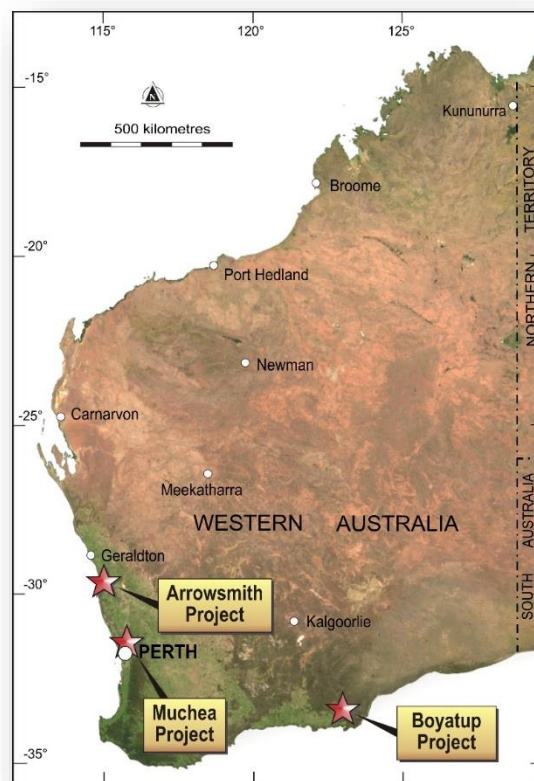 115°
120°
125°
-15°
N
500 kilometres
Kununurra
NORTHERN TERRITORY
Broome
-20°
Port Hedland
Newman
-25°
Carnarvon
Meekatharra
WESTERN AUSTRALIA
SOUTH AUSTRALIA
Geraldton
-30°
Arrowsmith
Project
Kalgoorlie
PERTH
Muchea
Project
Boyatup
Project
-35°